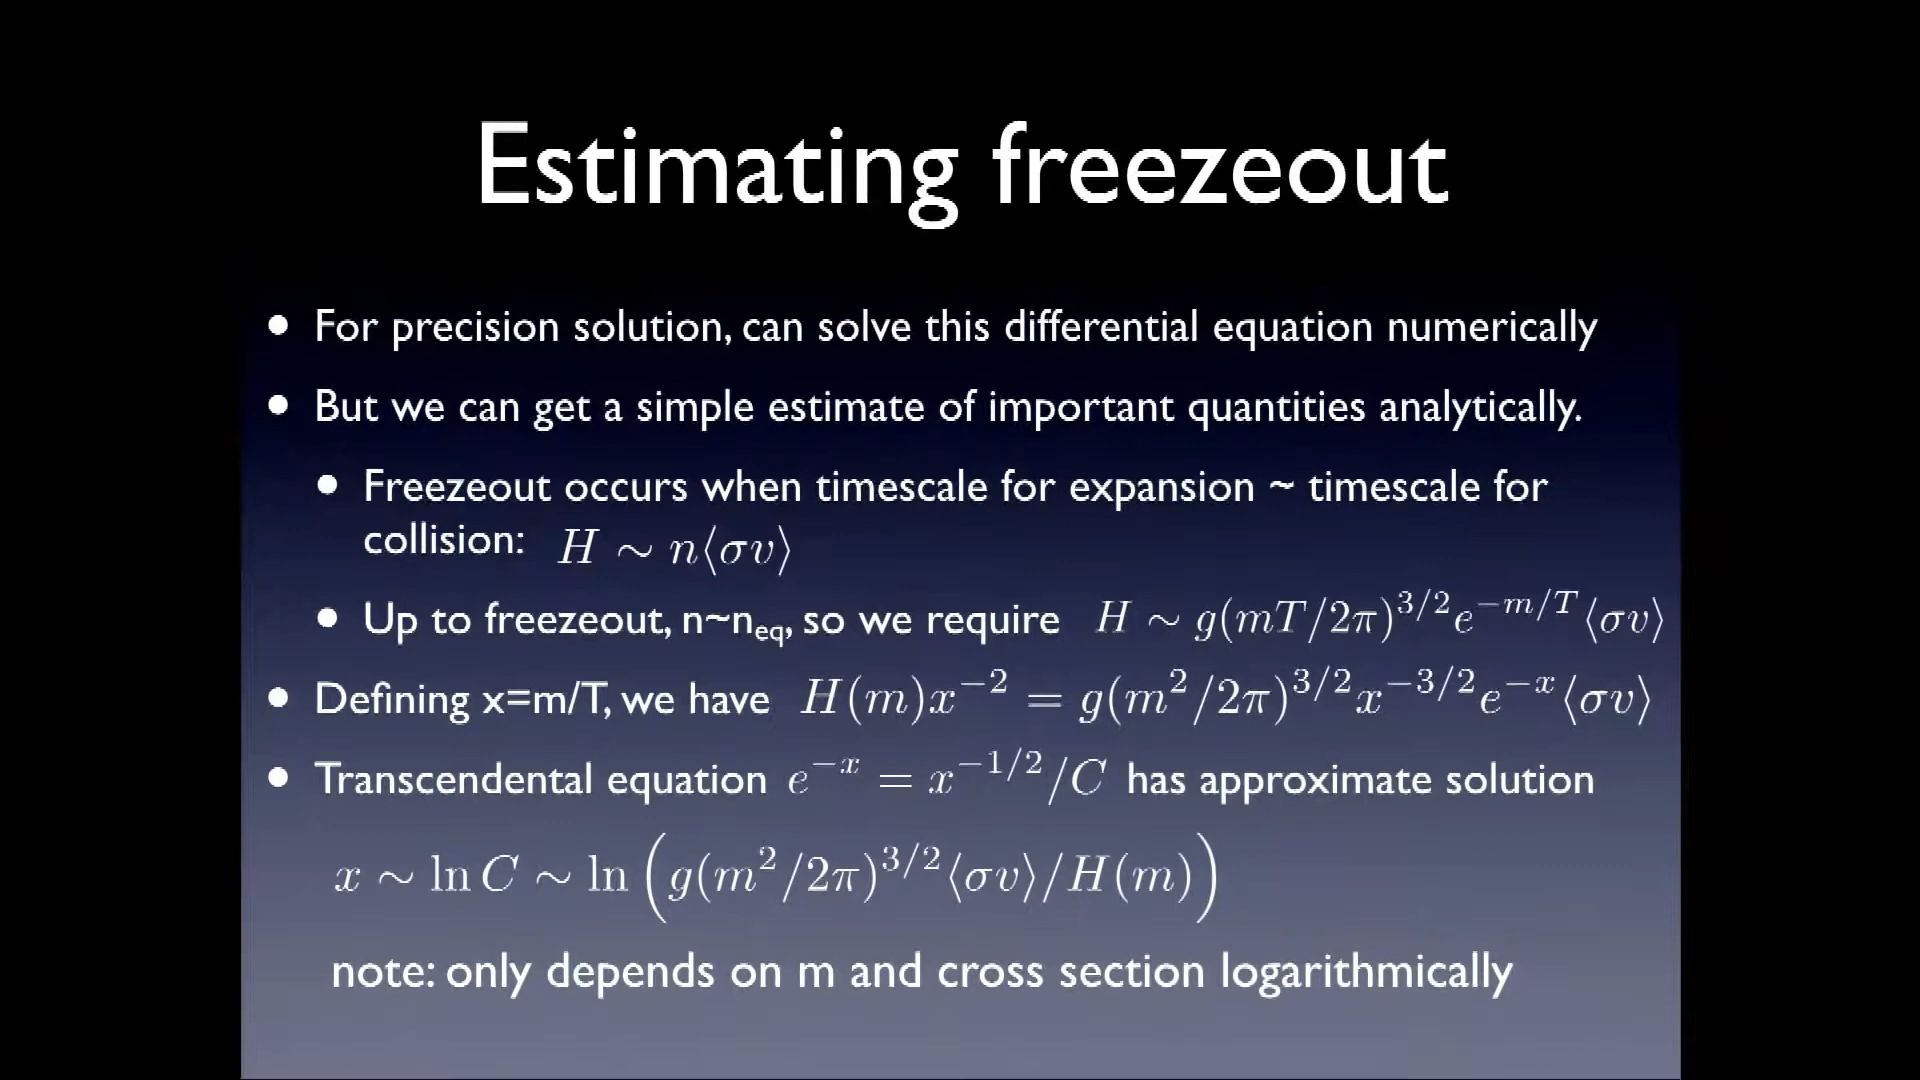 Estimating freezeout
• For precision solution, can solve this differential equation numerically
• But we can get a simple estimate of important quantities analytically.
• Freezeout occurs when timescale for expansion ~ timescale for
collision: H ∼ n⟨σv⟩
• Up to freezeout, n~n_eq, so we require H ∼ g(mT/2π)^{3/2} e^{−m/T}⟨σv⟩
• Defining x=m/T, we have H(m)x^{−2} = g(m^2/2π)^{3/2} x^{−3/2} e^{−x}⟨σv⟩
• Transcendental equation e^{−x} = x^{−1/2}/C has approximate solution
x ∼ ln C ∼ ln (g(m^2/2π)^{3/2}⟨σv⟩/H(m))
note: only depends on m and cross section logarithmically